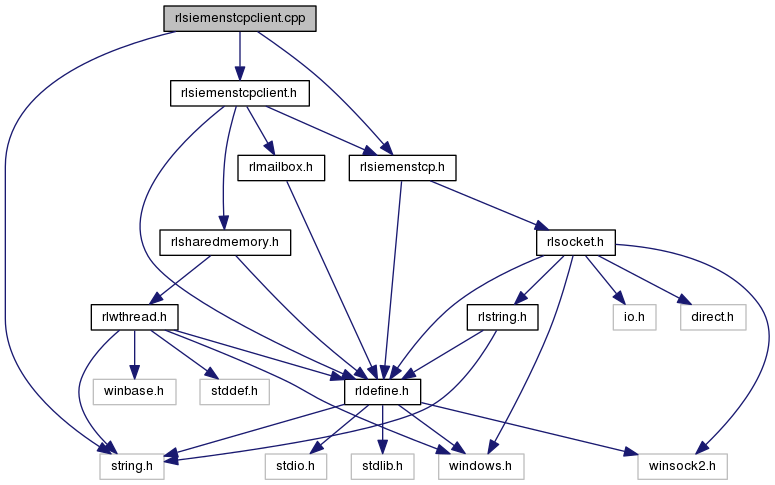 rlsiemenstcpclient.cpp
rlsiemenstcpclient.h
rlmailbox.h
rlsiemenstcp.h
rlsharedmemory.h
rlsocket.h
rlwthread.h
rlstring.h
io.h
direct.h
winbase.h
stddef.h
rldefine.h
string.h
stdio.h
stdlib.h
windows.h
winsock2.h